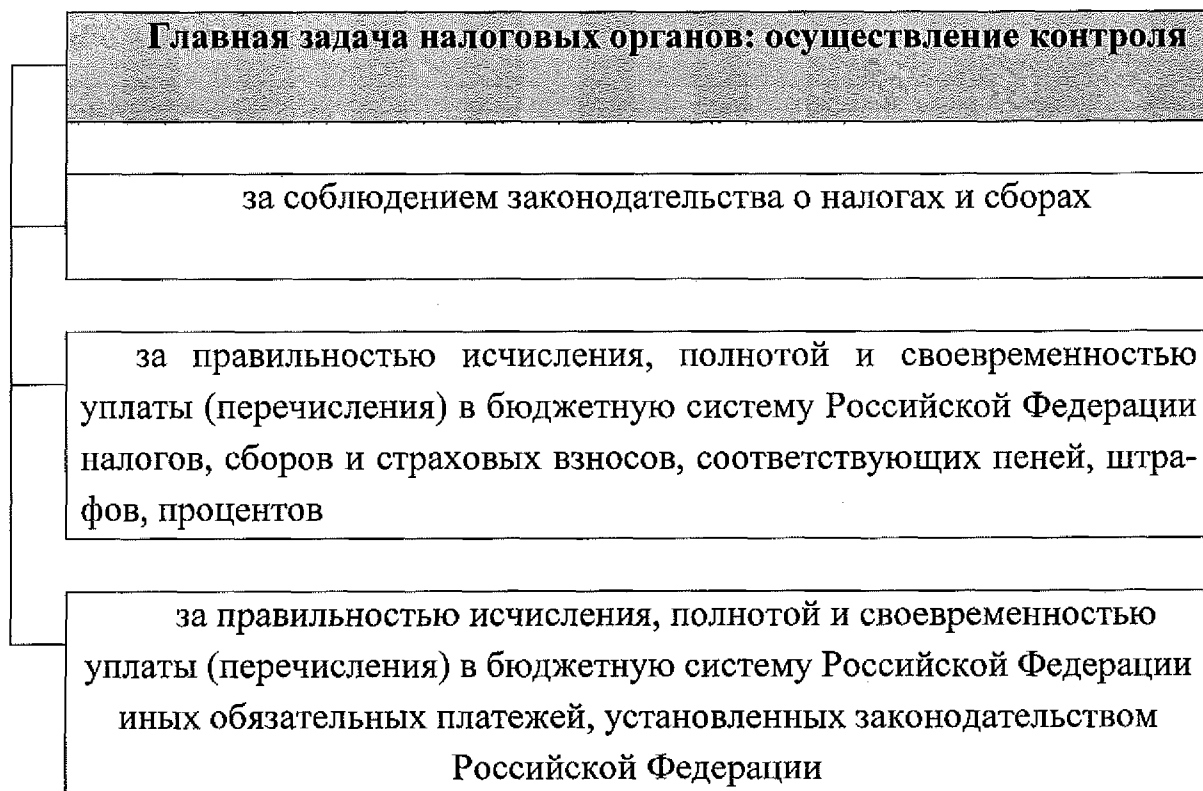 Главная задача налоговых органов: осуществление контроля
за соблюдением законодательства о налогах и сборах
за правильностью исчисления, полнотой и своевременностью
уплаты (перечисления) в бюджетную систему Российской Федерации
налогов, сборов и страховых взносов, соответствующих пеней, штра-
фов, процентов
за правильностью исчисления, полнотой и своевременностью
уплаты (перечисления) в бюджетную систему Российской Федерации
иных обязательных платежей, установленных законодательством
Российской Федерации